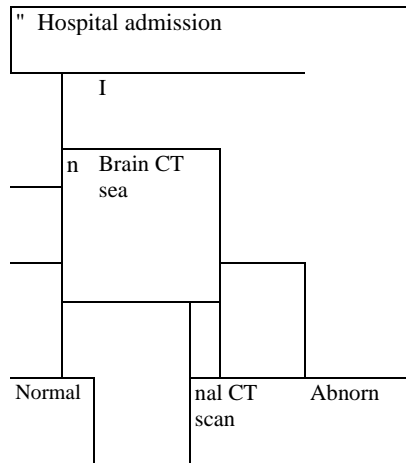 " Hospital admission
I
n Brain CT
sea
Normal nal CT Abnorn
scan